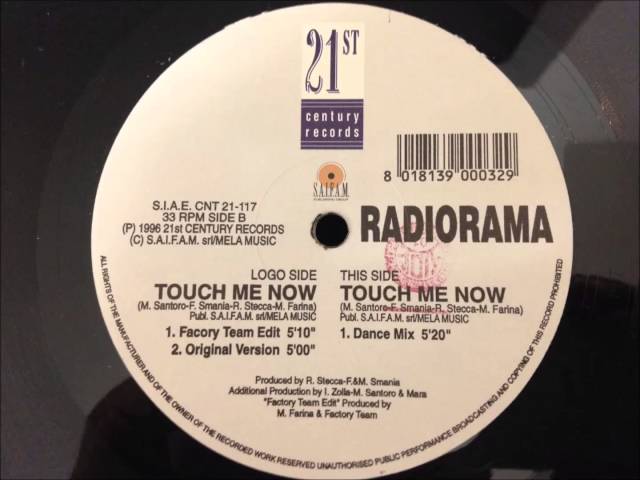 21ST
century
records
S.A.I.F.A.M.
PUBLISHING GROUP
8 018139 000329
S.I.A.E. CNT 21-117
33 RPM SIDE B
(P) 1996 21st CENTURY RECORDS
(C) S.A.I.F.A.M. srl/MELA MUSIC
RADIORAMA
LOGO SIDE
TOUCH ME NOW
(M. Santoro-F. Smania-R. Stecca-M. Farina)
Publ. S.A.I.F.A.M. srl/MELA MUSIC
1. Facory Team Edit 5'10"
2. Original Version 5'00"
THIS SIDE
TOUCH ME NOW
(M. Santoro-F. Smania-R. Stecca-M. Farina)
Publ. S.A.I.F.A.M. srl/MELA MUSIC
1. Dance Mix 5'20"
Produced by R. Stecca-F.&M. Smania
Additional Production by I. Zolla-M. Santoro & Mara
"Factory Team Edit" Produced by
M. Farina & Factory Team
ALL RIGHTS OF THE MANUFACTURERAND OF THE OWNER OF THE RECORDED WORK RESERVED UNAUTHORISED PUBLIC PERFORMANCE BROADCASTING AND COPYING OF THIS RECORD PROHIBITED